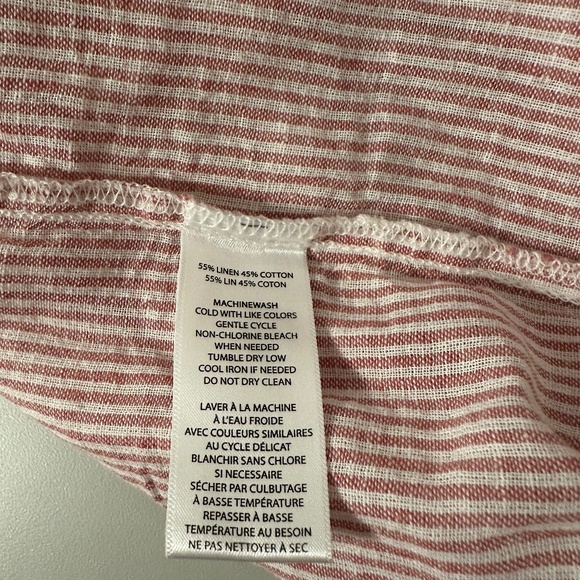 55% LINEN 45% COTTON
55% LIN 45% COTON
MACHINEWASH
COLD WITH LIKE COLORS
GENTLE CYCLE
NON-CHLORINE BLEACH
WHEN NEEDED
TUMBLE DRY LOW
COOL IRON IF NEEDED
DO NOT DRY CLEAN
LAVER À LA MACHINE
À L'EAU FROIDE
AVEC COULEURS SIMILAIRES
AU CYCLE DÉLICAT
BLANCHIR SANS CHLORE
SI NECESSAIRE
SÉCHER PAR CULBUTAGE
À BASSE TEMPÉRATURE
REPASSER À BASSE
TEMPÉRATURE AU BESOIN
NE PAS NETTOYER À SEC